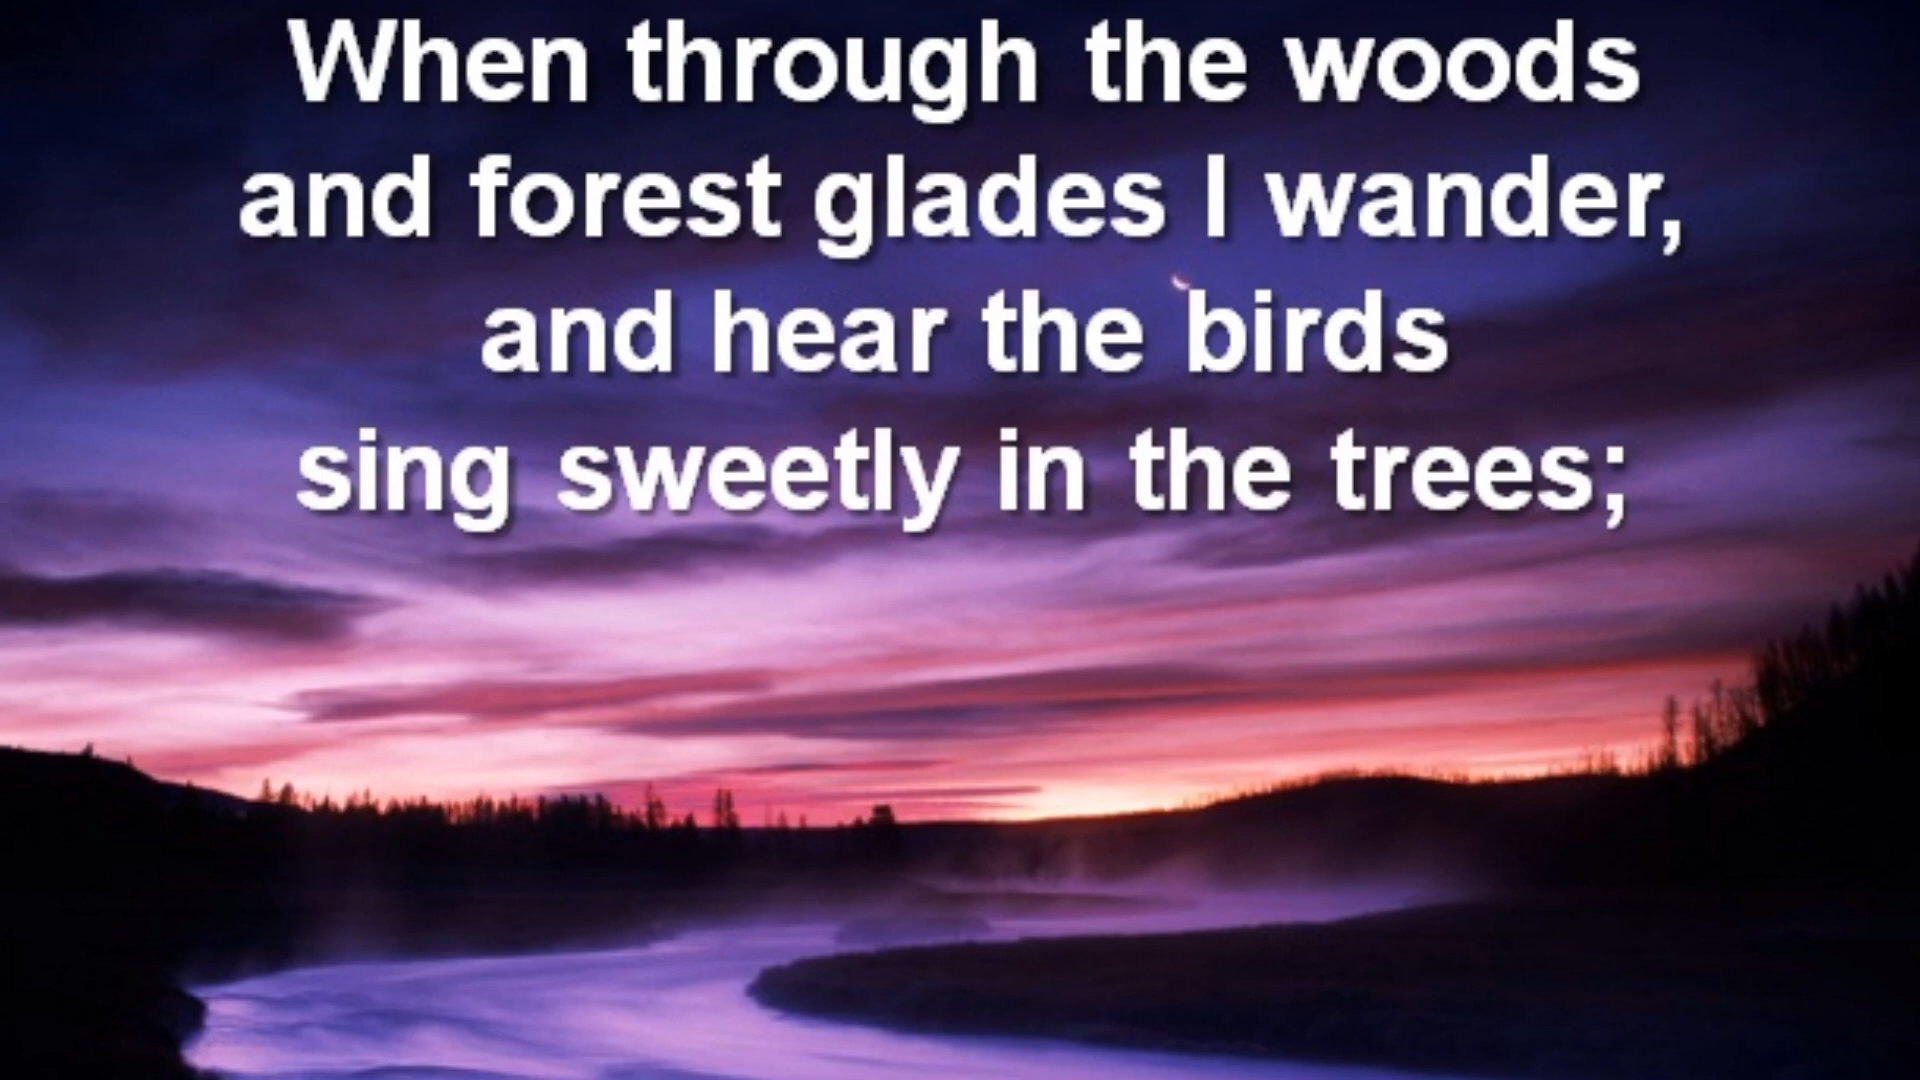 When through the woods
and forest glades I wander,
and hear the birds
sing sweetly in the trees;